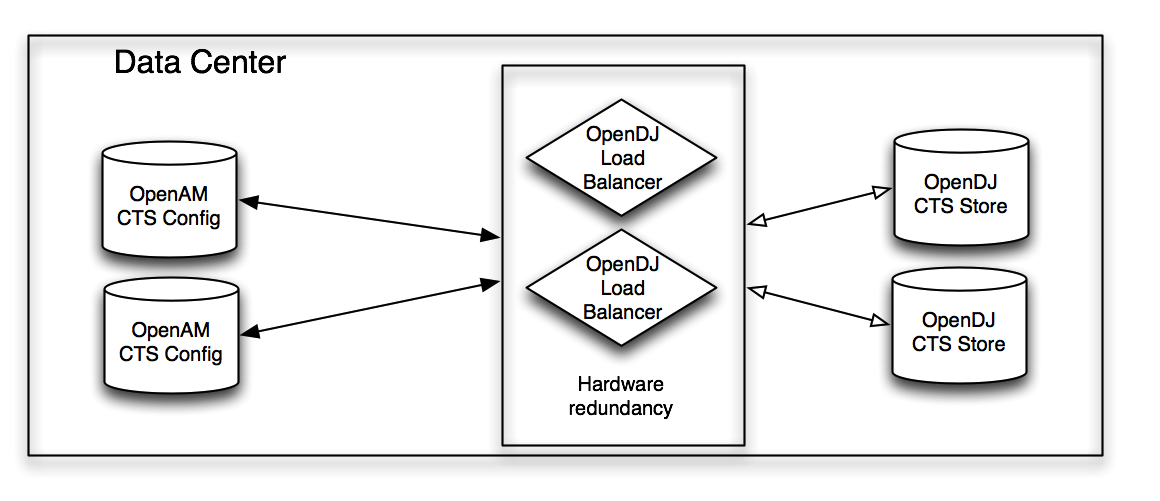 Data Center
OpenAM
CTS Config
OpenAM
CTS Config
OpenDJ
Load
Balancer
OpenDJ
Load
Balancer
Hardware
redundancy
OpenDJ
CTS Store
OpenDJ
CTS Store